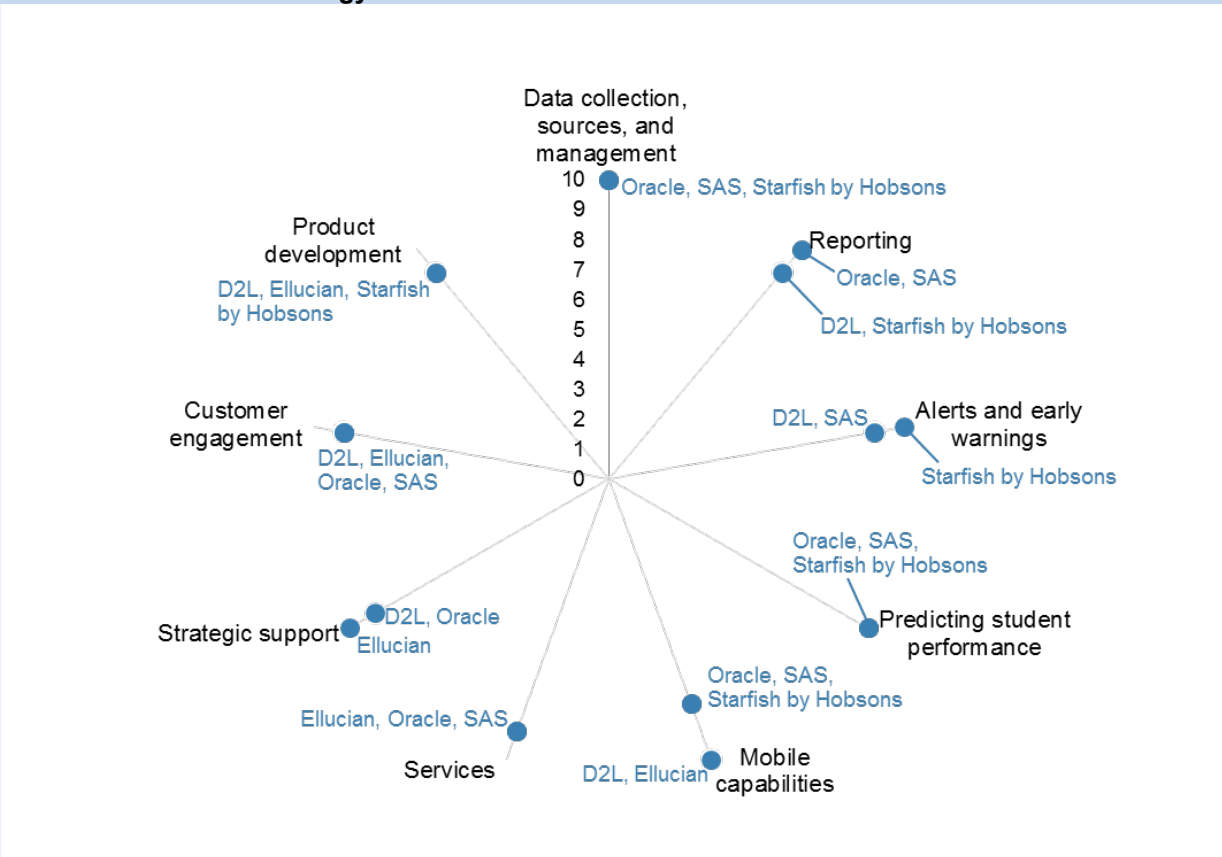 gy
Data collection,
sources, and
management
10
9
8
7
6
5
4
3
2
1
0
Oracle, SAS, Starfish by Hobsons
Reporting
Oracle, SAS
D2L, Starfish by Hobsons
Alerts and early
warnings
D2L, SAS
Starfish by Hobsons
Oracle, SAS,
Starfish by Hobsons
Predicting student
performance
Oracle, SAS,
Starfish by Hobsons
Mobile
capabilities
D2L, Ellucian
Ellucian, Oracle, SAS
Services
Strategic support
D2L, Oracle
Ellucian
Customer
engagement
D2L, Ellucian,
Oracle, SAS
Product
development
D2L, Ellucian, Starfish
by Hobsons